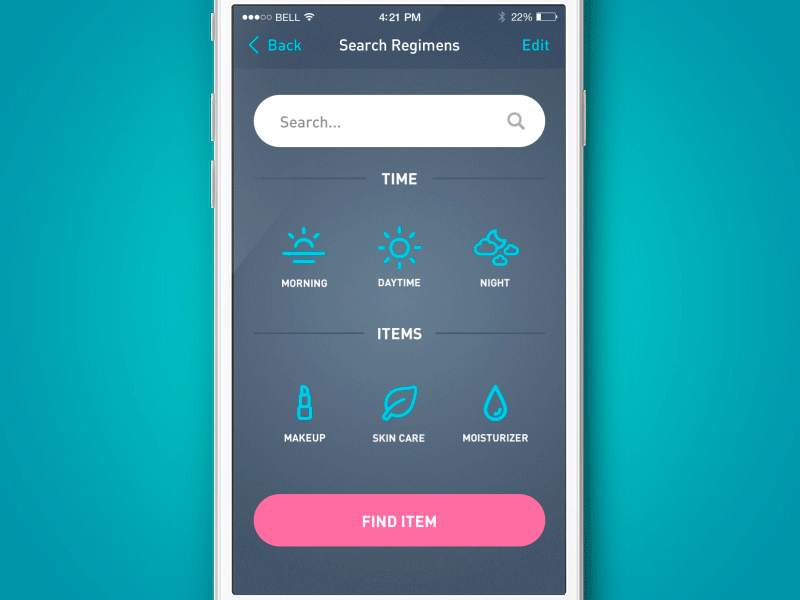 BELL 4:21 PM 22%
Back Search Regimens Edit
Search...
TIME
MORNING DAYTIME NIGHT
ITEMS
MAKEUP SKIN CARE MOISTURIZER
FIND ITEM